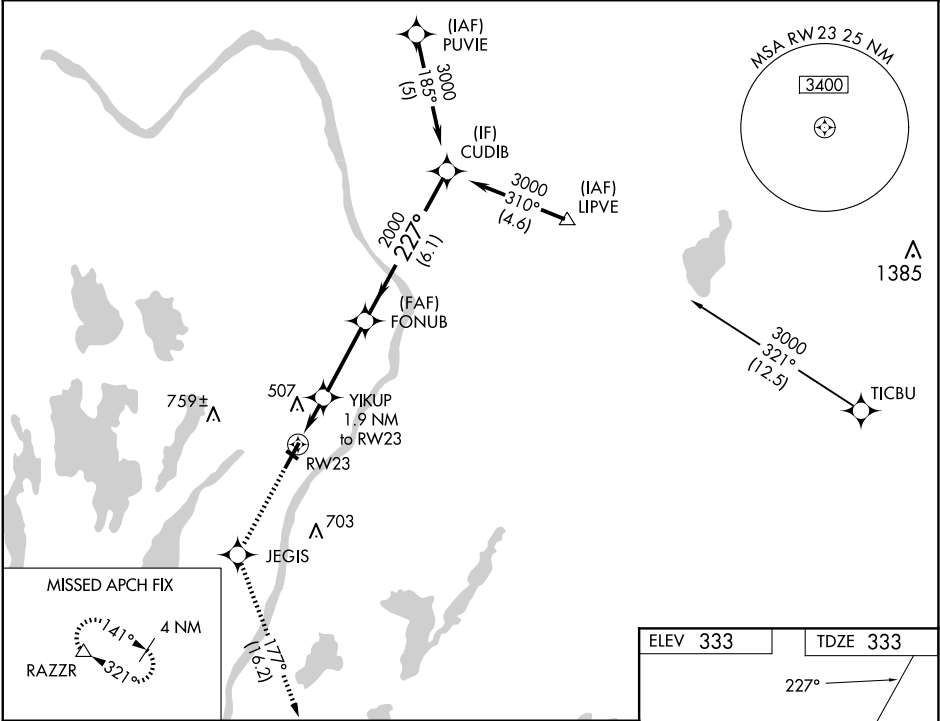 (IAF)
PUVIE
3000
185°
(5)
(IF)
CUDIB
3000
310°
(4.6)
(IAF)
LIPVE
MSA RW 23 25 NM
3400
2000
227°
(6.1)
1385
(FAF)
FONUB
3000
321°
(12.5)
TICBU
759±
507
YIKUP
1.9 NM
to RW23
RW23
703
JEGIS
177°
(16.2)
MISSED APCH FIX
141°
4 NM
RAZZR
321°
ELEV 333
TDZE 333
227°